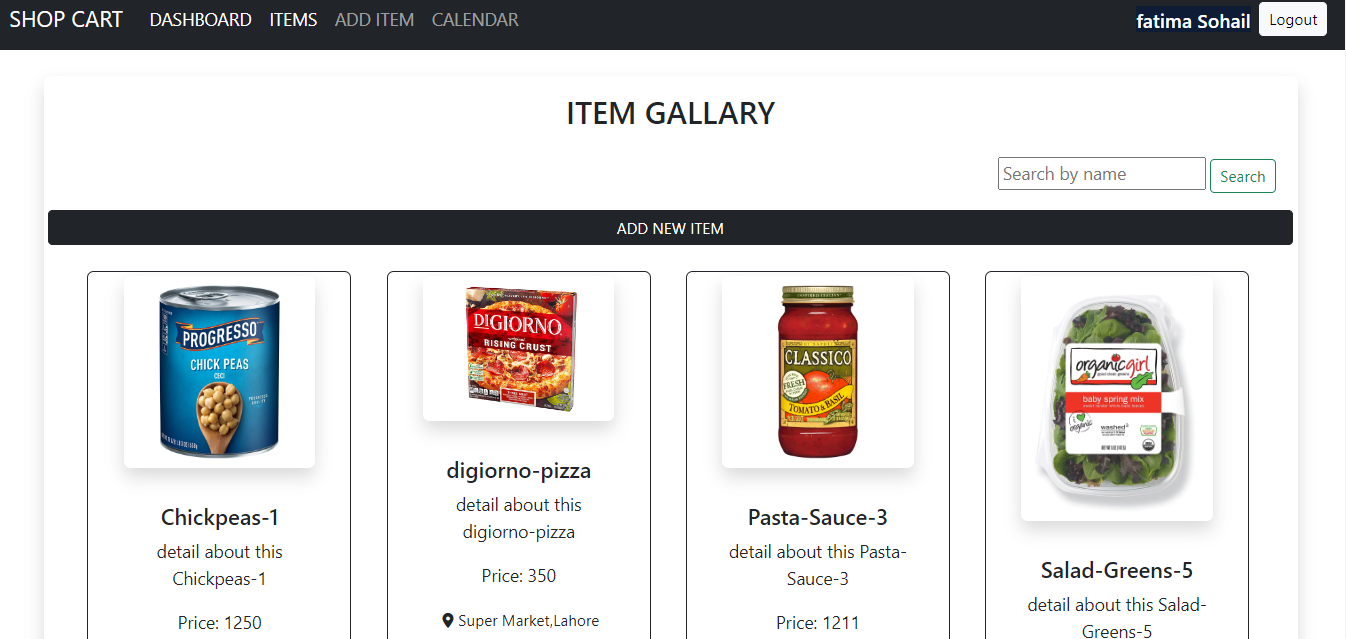 SHOP CART DASHBOARD ITEMS ADD ITEM CALENDAR fatima Sohail Logout
ITEM GALLARY
Search by name Search
ADD NEW ITEM
PROGRESSO
CHICK PEAS
CECI
Chickpeas-1
detail about this
Chickpeas-1
Price: 1250
DIGIORNO
RISING CRUST
digiorno-pizza
detail about this
digiorno-pizza
Price: 350
Super Market,Lahore
CLASSICO
FRESH
TOMATO & BASIL
Pasta-Sauce-3
detail about this Pasta-
Sauce-3
Price: 1211
organicgirl
baby spring mix
i
organic
washed
Salad-Greens-5
detail about this Salad-
Greens-5